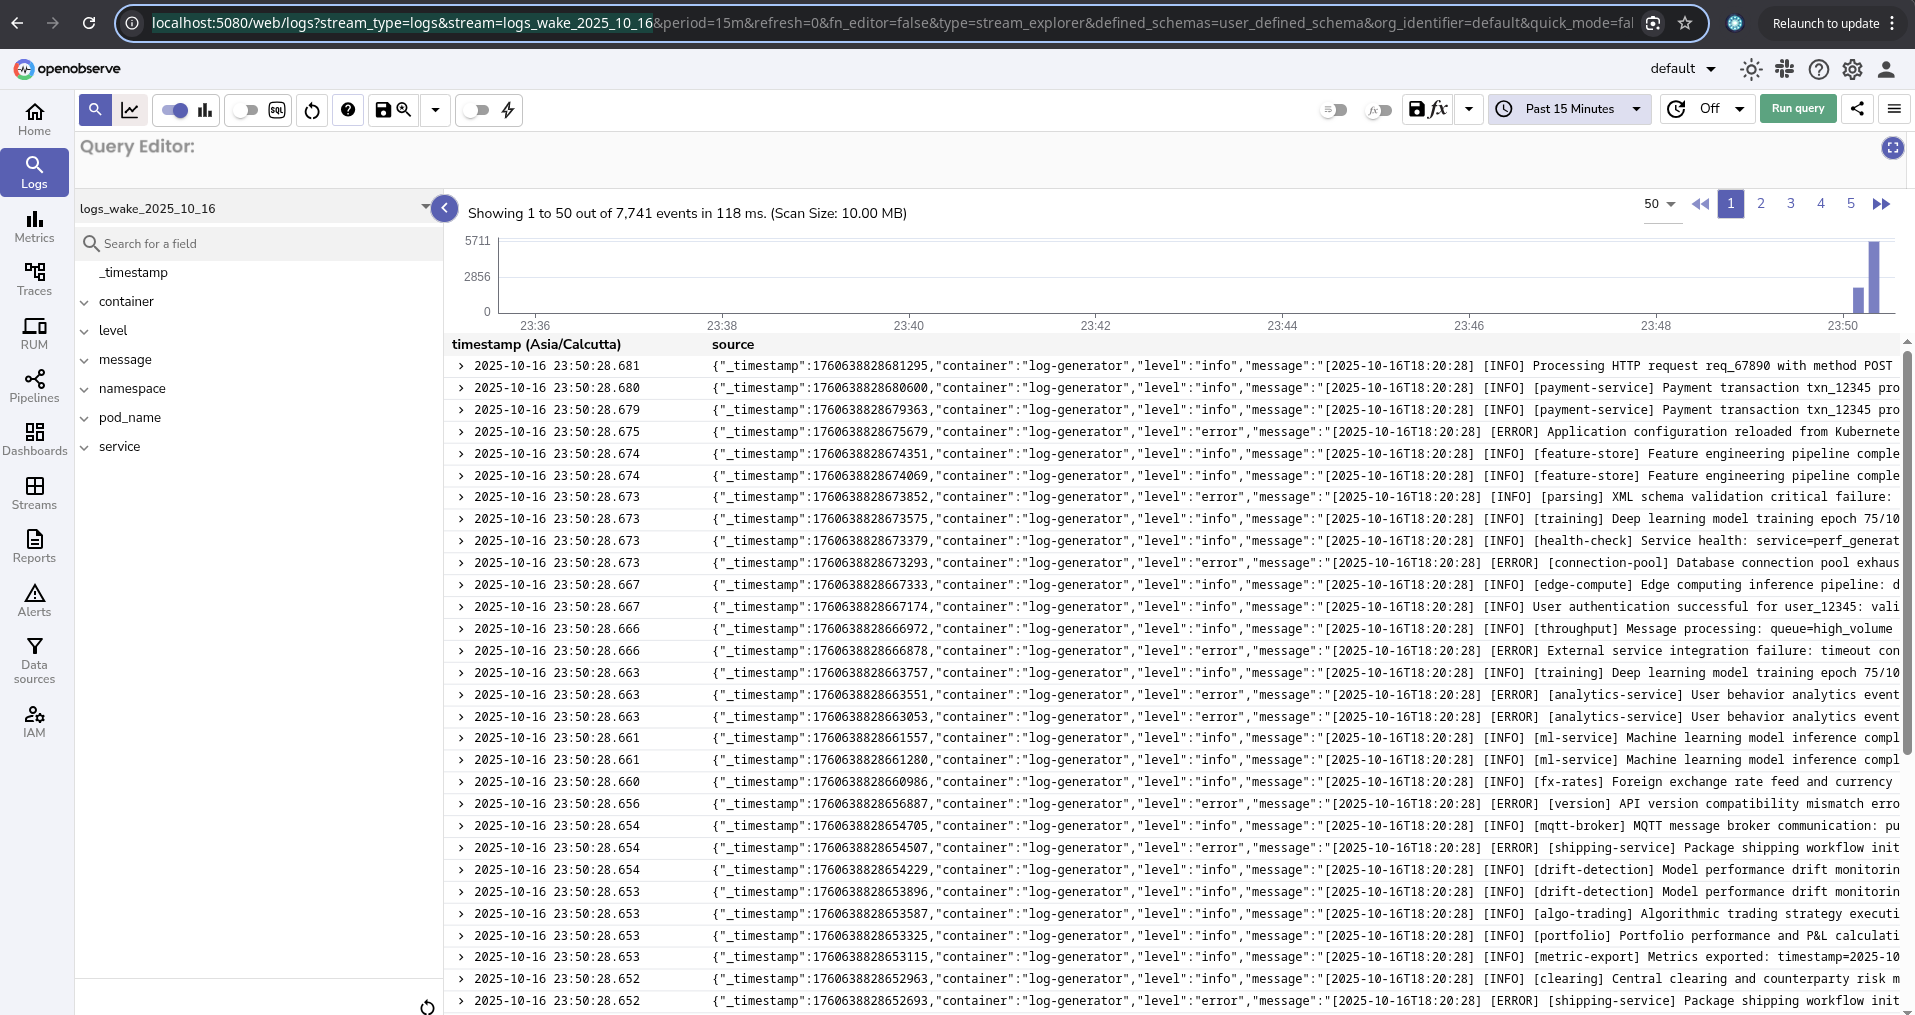 localhost:5080/web/logs?stream_type=logs&stream=logs_wake_2025_10_16&period=15m&refresh=0&fn_editor=false&type=stream_explorer&defined_schemas=user_defined_schema&org_identifier=default&quick_mode=fal
Relaunch to update
openobserve
default
SQL
fx
fx
Past 15 Minutes
Off
Run query
Home
Logs
Metrics
Traces
RUM
Pipelines
Dashboards
Streams
Reports
Alerts
Data
sources
IAM
Query Editor:
logs_wake_2025_10_16
Search for a field
_timestamp
container
level
message
namespace
pod_name
service
Showing 1 to 50 out of 7,741 events in 118 ms. (Scan Size: 10.00 MB)
50 1 2 3 4 5
5711
2856
0
23:36 23:38 23:40 23:42 23:44 23:46 23:48 23:50
timestamp (Asia/Calcutta) source
2025-10-16 23:50:28.681 {"_timestamp":1760638828681295,"container":"log-generator","level":"info","message":"[2025-10-16T18:20:28] [INFO] Processing HTTP request req_67890 with method POST
2025-10-16 23:50:28.680 {"_timestamp":1760638828680600,"container":"log-generator","level":"info","message":"[2025-10-16T18:20:28] [INFO] [payment-service] Payment transaction txn_12345 pro
2025-10-16 23:50:28.679 {"_timestamp":1760638828679363,"container":"log-generator","level":"info","message":"[2025-10-16T18:20:28] [INFO] [payment-service] Payment transaction txn_12345 pro
2025-10-16 23:50:28.675 {"_timestamp":1760638828675679,"container":"log-generator","level":"error","message":"[2025-10-16T18:20:28] [ERROR] Application configuration reloaded from Kubernete
2025-10-16 23:50:28.674 {"_timestamp":1760638828674351,"container":"log-generator","level":"info","message":"[2025-10-16T18:20:28] [INFO] [feature-store] Feature engineering pipeline comple
2025-10-16 23:50:28.674 {"_timestamp":1760638828674069,"container":"log-generator","level":"info","message":"[2025-10-16T18:20:28] [INFO] [feature-store] Feature engineering pipeline comple
2025-10-16 23:50:28.673 {"_timestamp":1760638828673852,"container":"log-generator","level":"error","message":"[2025-10-16T18:20:28] [INFO] [parsing] XML schema validation critical failure:
2025-10-16 23:50:28.673 {"_timestamp":1760638828673575,"container":"log-generator","level":"info","message":"[2025-10-16T18:20:28] [INFO] [training] Deep learning model training epoch 75/10
2025-10-16 23:50:28.673 {"_timestamp":1760638828673379,"container":"log-generator","level":"info","message":"[2025-10-16T18:20:28] [INFO] [health-check] Service health: service=perf_generat
2025-10-16 23:50:28.673 {"_timestamp":1760638828673293,"container":"log-generator","level":"error","message":"[2025-10-16T18:20:28] [ERROR] [connection-pool] Database connection pool exhaus
2025-10-16 23:50:28.667 {"_timestamp":1760638828667333,"container":"log-generator","level":"info","message":"[2025-10-16T18:20:28] [INFO] [edge-compute] Edge computing inference pipeline: d
2025-10-16 23:50:28.667 {"_timestamp":1760638828667174,"container":"log-generator","level":"info","message":"[2025-10-16T18:20:28] [INFO] User authentication successful for user_12345: vali
2025-10-16 23:50:28.666 {"_timestamp":1760638828666972,"container":"log-generator","level":"info","message":"[2025-10-16T18:20:28] [INFO] [throughput] Message processing: queue=high_volume
2025-10-16 23:50:28.666 {"_timestamp":1760638828666878,"container":"log-generator","level":"error","message":"[2025-10-16T18:20:28] [ERROR] External service integration failure: timeout con
2025-10-16 23:50:28.663 {"_timestamp":1760638828663757,"container":"log-generator","level":"info","message":"[2025-10-16T18:20:28] [INFO] [training] Deep learning model training epoch 75/10
2025-10-16 23:50:28.663 {"_timestamp":1760638828663551,"container":"log-generator","level":"error","message":"[2025-10-16T18:20:28] [ERROR] [analytics-service] User behavior analytics event
2025-10-16 23:50:28.663 {"_timestamp":1760638828663053,"container":"log-generator","level":"error","message":"[2025-10-16T18:20:28] [ERROR] [analytics-service] User behavior analytics event
2025-10-16 23:50:28.661 {"_timestamp":1760638828661557,"container":"log-generator","level":"info","message":"[2025-10-16T18:20:28] [INFO] [ml-service] Machine learning model inference compl
2025-10-16 23:50:28.661 {"_timestamp":1760638828661280,"container":"log-generator","level":"info","message":"[2025-10-16T18:20:28] [INFO] [ml-service] Machine learning model inference compl
2025-10-16 23:50:28.660 {"_timestamp":1760638828660986,"container":"log-generator","level":"info","message":"[2025-10-16T18:20:28] [INFO] [fx-rates] Foreign exchange rate feed and currency
2025-10-16 23:50:28.656 {"_timestamp":1760638828656887,"container":"log-generator","level":"error","message":"[2025-10-16T18:20:28] [ERROR] [version] API version compatibility mismatch erro
2025-10-16 23:50:28.654 {"_timestamp":1760638828654705,"container":"log-generator","level":"info","message":"[2025-10-16T18:20:28] [INFO] [mqtt-broker] MQTT message broker communication: pu
2025-10-16 23:50:28.654 {"_timestamp":1760638828654507,"container":"log-generator","level":"error","message":"[2025-10-16T18:20:28] [ERROR] [shipping-service] Package shipping workflow init
2025-10-16 23:50:28.654 {"_timestamp":1760638828654229,"container":"log-generator","level":"info","message":"[2025-10-16T18:20:28] [INFO] [drift-detection] Model performance drift monitorin
2025-10-16 23:50:28.653 {"_timestamp":1760638828653896,"container":"log-generator","level":"info","message":"[2025-10-16T18:20:28] [INFO] [drift-detection] Model performance drift monitorin
2025-10-16 23:50:28.653 {"_timestamp":1760638828653587,"container":"log-generator","level":"info","message":"[2025-10-16T18:20:28] [INFO] [algo-trading] Algorithmic trading strategy executi
2025-10-16 23:50:28.653 {"_timestamp":1760638828653325,"container":"log-generator","level":"info","message":"[2025-10-16T18:20:28] [INFO] [portfolio] Portfolio performance and P&L calculati
2025-10-16 23:50:28.653 {"_timestamp":1760638828653115,"container":"log-generator","level":"info","message":"[2025-10-16T18:20:28] [INFO] [metric-export] Metrics exported: timestamp=2025-10
2025-10-16 23:50:28.652 {"_timestamp":1760638828652963,"container":"log-generator","level":"info","message":"[2025-10-16T18:20:28] [INFO] [clearing] Central clearing and counterparty risk m
2025-10-16 23:50:28.652 {"_timestamp":1760638828652693,"container":"log-generator","level":"error","message":"[2025-10-16T18:20:28] [ERROR] [shipping-service] Package shipping workflow init